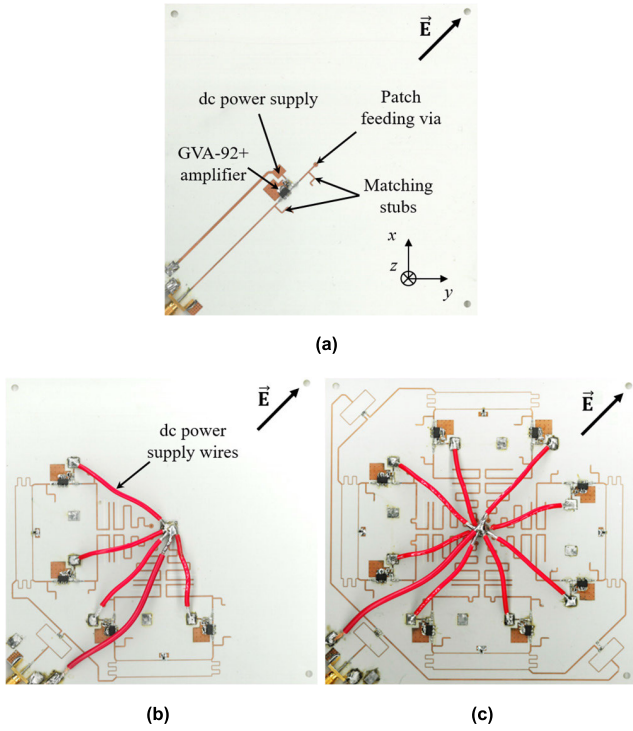 E
dc power supply
Patch
feeding via
GVA-92+
amplifier
Matching
stubs
x
z
y
(a)
E
dc power
supply wires
E
(b)
(c)